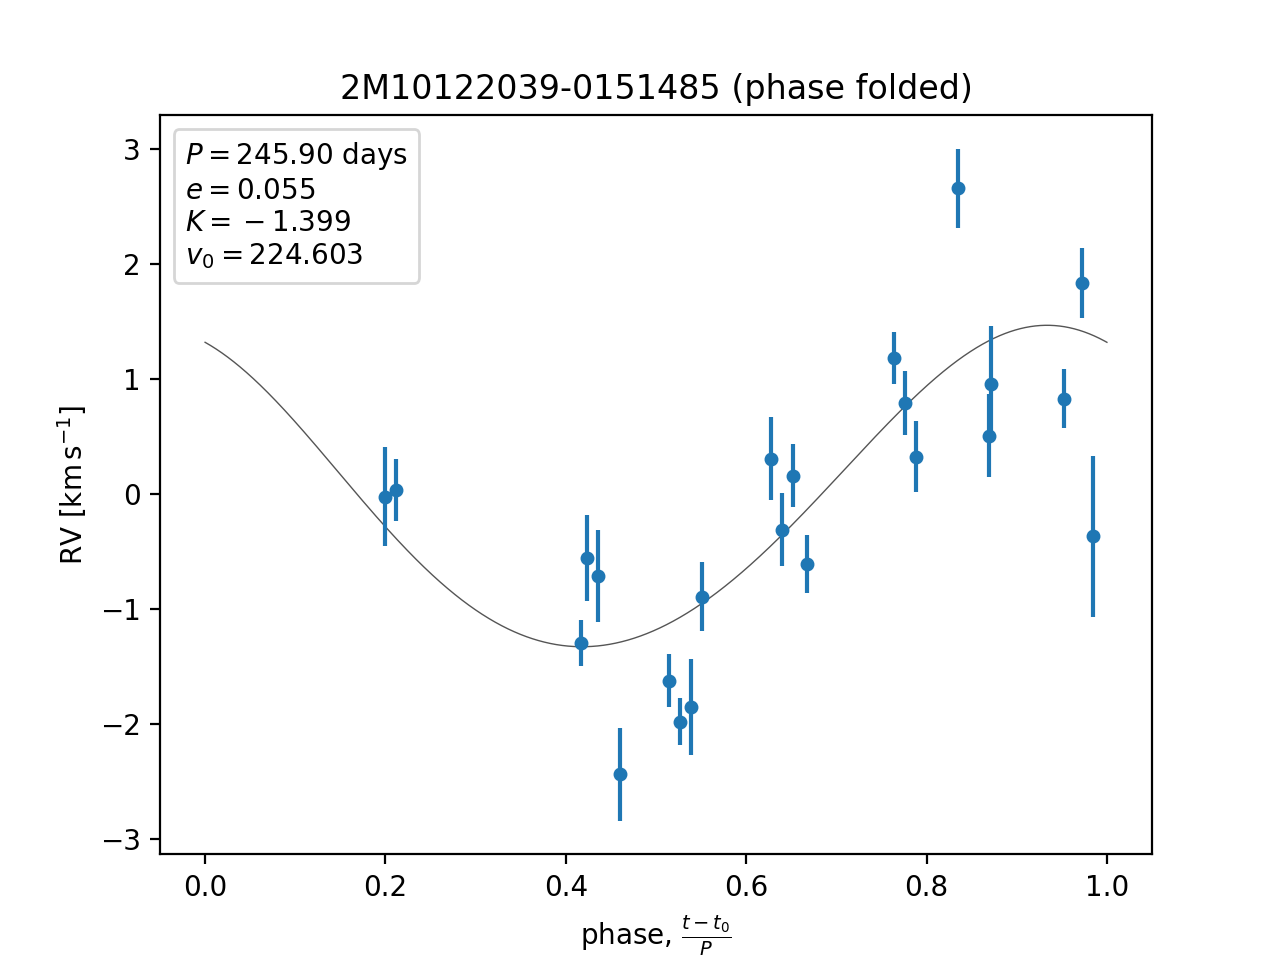 2M10122039-0151485 (phase folded)
P = 245.90 days
e = 0.055
K = −1.399
v₀ = 224.603
3
2
1
0
−1
−2
−3
RV [km s⁻¹]
0.0 0.2 0.4 0.6 0.8 1.0
phase, (t − t₀)/P